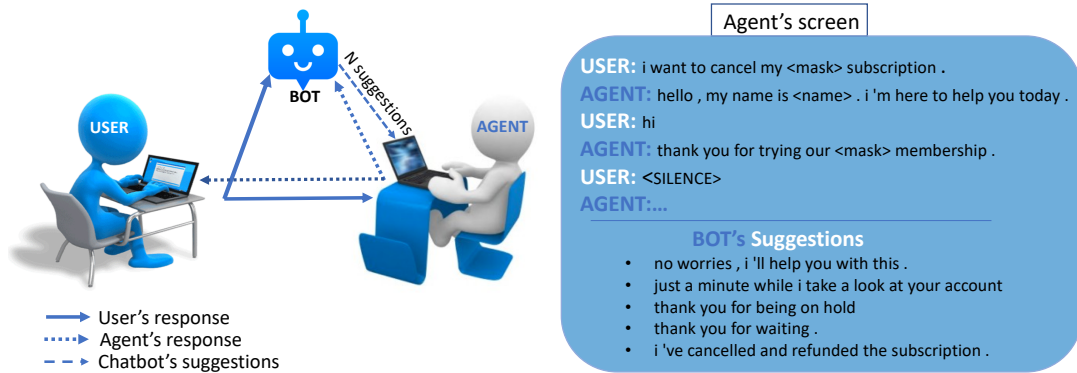 BOT
N suggestions
USER
AGENT
User's response
Agent's response
Chatbot's suggestions
Agent's screen
USER: i want to cancel my <mask> subscription .
AGENT: hello , my name is <name> . i 'm here to help you today .
USER: hi
AGENT: thank you for trying our <mask> membership .
USER: <SILENCE>
AGENT:...
BOT's Suggestions
• no worries , i 'll help you with this .
• just a minute while i take a look at your account
• thank you for being on hold
• thank you for waiting .
• i 've cancelled and refunded the subscription .